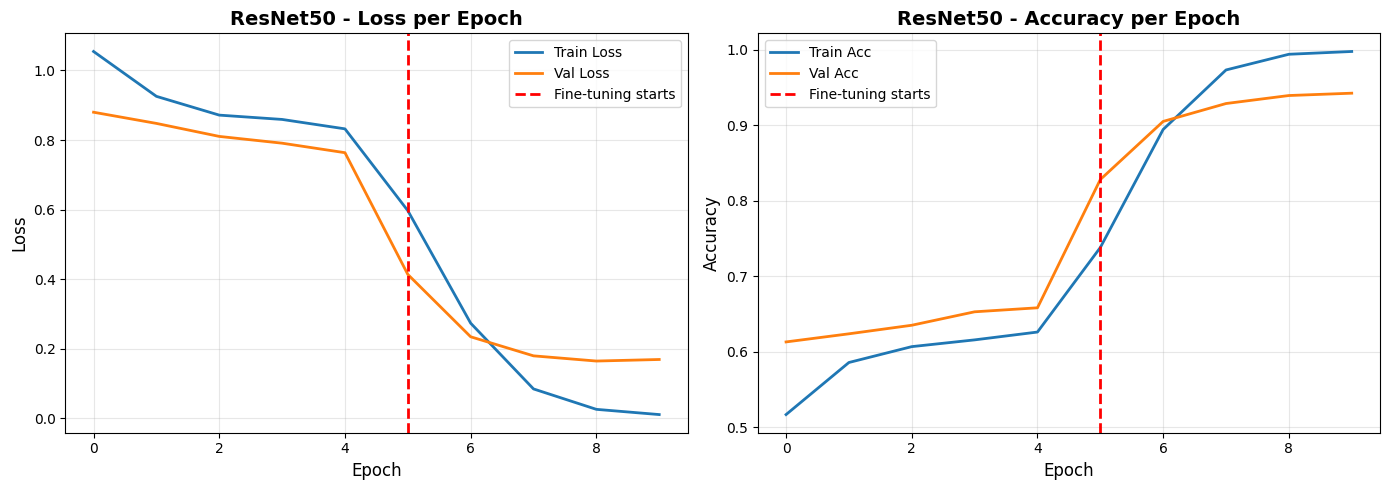 ResNet50 - Loss per Epoch
Train Loss
Val Loss
Fine-tuning starts
1.0
0.8
0.6
0.4
0.2
0.0
Loss
0 2 4 6 8
Epoch
ResNet50 - Accuracy per Epoch
Train Acc
Val Acc
Fine-tuning starts
1.0
0.9
0.8
0.7
0.6
0.5
Accuracy
0 2 4 6 8
Epoch